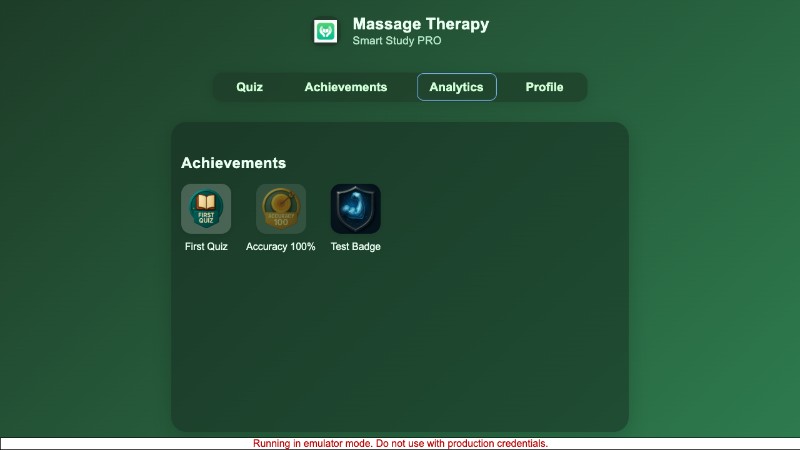 Massage Therapy
Smart Study PRO
Quiz Achievements Analytics Profile
Achievements
FIRST
QUIZ
ACCURACY
100
First Quiz Accuracy 100% Test Badge
Running in emulator mode. Do not use with production credentials.